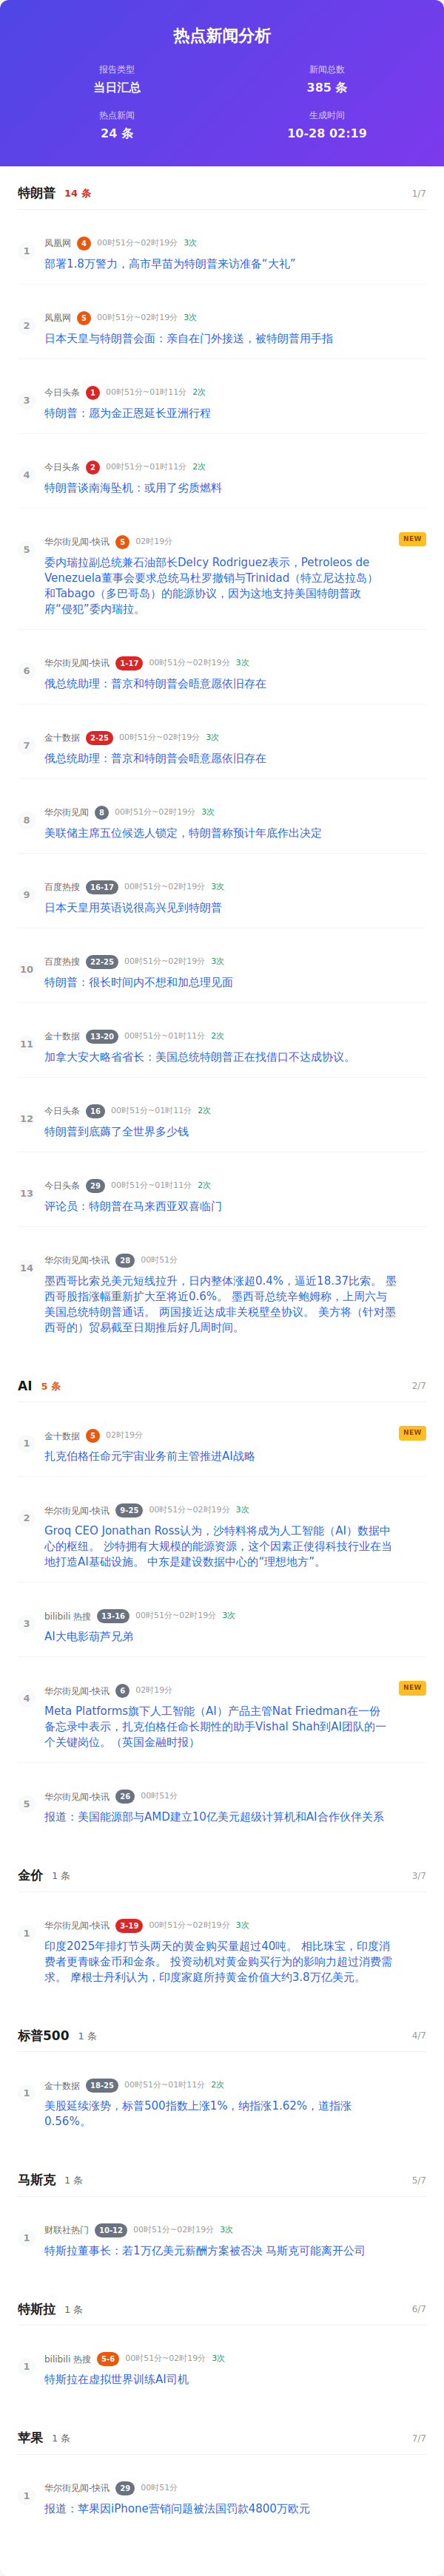 热点新闻分析
报告类型
新闻总数
当日汇总
385 条
热点新闻
生成时间
24 条
10-28 02:19
特朗普 14 条 1/7
1
凤凰网 4 00时51分~02时19分 3次
部署1.8万警力，高市早苗为特朗普来访准备“大礼”
2
凤凰网 5 00时51分~02时19分 3次
日本天皇与特朗普会面：亲自在门外接送，被特朗普用手指
3
今日头条 1 00时51分~01时11分 2次
特朗普：愿为金正恩延长亚洲行程
4
今日头条 2 00时51分~01时11分 2次
特朗普谈南海坠机：或用了劣质燃料
5
华尔街见闻-快讯 5 02时19分 NEW
委内瑞拉副总统兼石油部长Delcy Rodriguez表示，Petroleos de
Venezuela董事会要求总统马杜罗撤销与Trinidad（特立尼达拉岛）
和Tabago（多巴哥岛）的能源协议，因为这地支持美国特朗普政
府“侵犯”委内瑞拉。
6
华尔街见闻-快讯 1-17 00时51分~02时19分 3次
俄总统助理：普京和特朗普会晤意愿依旧存在
7
金十数据 2-25 00时51分~02时19分 3次
俄总统助理：普京和特朗普会晤意愿依旧存在
8
华尔街见闻 8 00时51分~02时19分 3次
美联储主席五位候选人锁定，特朗普称预计年底作出决定
9
百度热搜 16-17 00时51分~02时19分 3次
日本天皇用英语说很高兴见到特朗普
10
百度热搜 22-25 00时51分~02时19分 3次
特朗普：很长时间内不想和加总理见面
11
金十数据 13-20 00时51分~01时11分 2次
加拿大安大略省省长：美国总统特朗普正在找借口不达成协议。
12
今日头条 16 00时51分~01时11分 2次
特朗普到底薅了全世界多少钱
13
今日头条 29 00时51分~01时11分 2次
评论员：特朗普在马来西亚双喜临门
14
华尔街见闻-快讯 28 00时51分
墨西哥比索兑美元短线拉升，日内整体涨超0.4%，逼近18.37比索。 墨
西哥股指涨幅重新扩大至将近0.6%。 墨西哥总统辛鲍姆称，上周六与
美国总统特朗普通话。 两国接近达成非关税壁垒协议。 美方将（针对墨
西哥的）贸易截至日期推后好几周时间。
AI 5 条 2/7
1
金十数据 5 02时19分 NEW
扎克伯格任命元宇宙业务前主管推进AI战略
2
华尔街见闻-快讯 9-25 00时51分~02时19分 3次
Groq CEO Jonathan Ross认为，沙特料将成为人工智能（AI）数据中
心的枢纽。 沙特拥有大规模的能源资源，这个因素正使得科技行业在当
地打造AI基础设施。 中东是建设数据中心的“理想地方”。
3
bilibili 热搜 13-16 00时51分~02时19分 3次
AI大电影葫芦兄弟
4
华尔街见闻-快讯 6 02时19分 NEW
Meta Platforms旗下人工智能（AI）产品主管Nat Friedman在一份
备忘录中表示，扎克伯格任命长期性的助手Vishal Shah到AI团队的一
个关键岗位。（英国金融时报）
5
华尔街见闻-快讯 26 00时51分
报道：美国能源部与AMD建立10亿美元超级计算机和AI合作伙伴关系
金价 1 条 3/7
1
华尔街见闻-快讯 3-19 00时51分~02时19分 3次
印度2025年排灯节头两天的黄金购买量超过40吨。 相比珠宝，印度消
费者更青睐金币和金条。 投资动机对黄金购买行为的影响力超过消费需
求。 摩根士丹利认为，印度家庭所持黄金价值大约3.8万亿美元。
标普500 1 条 4/7
1
金十数据 18-25 00时51分~01时11分 2次
美股延续涨势，标普500指数上涨1%，纳指涨1.62%，道指涨
0.56%。
马斯克 1 条 5/7
1
财联社热门 10-12 00时51分~02时19分 3次
特斯拉董事长：若1万亿美元薪酬方案被否决 马斯克可能离开公司
特斯拉 1 条 6/7
1
bilibili 热搜 5-6 00时51分~02时19分 3次
特斯拉在虚拟世界训练AI司机
苹果 1 条 7/7
1
华尔街见闻-快讯 29 00时51分
报道：苹果因iPhone营销问题被法国罚款4800万欧元